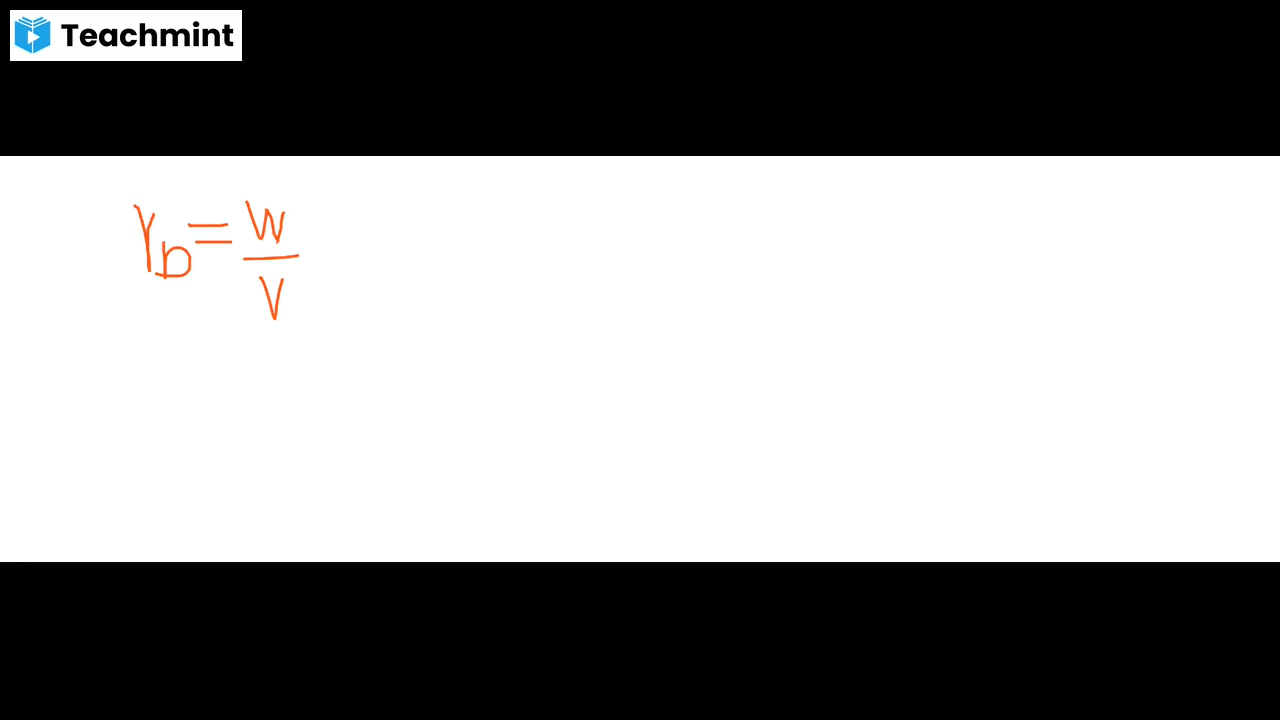 Teachmint
γb = W/V